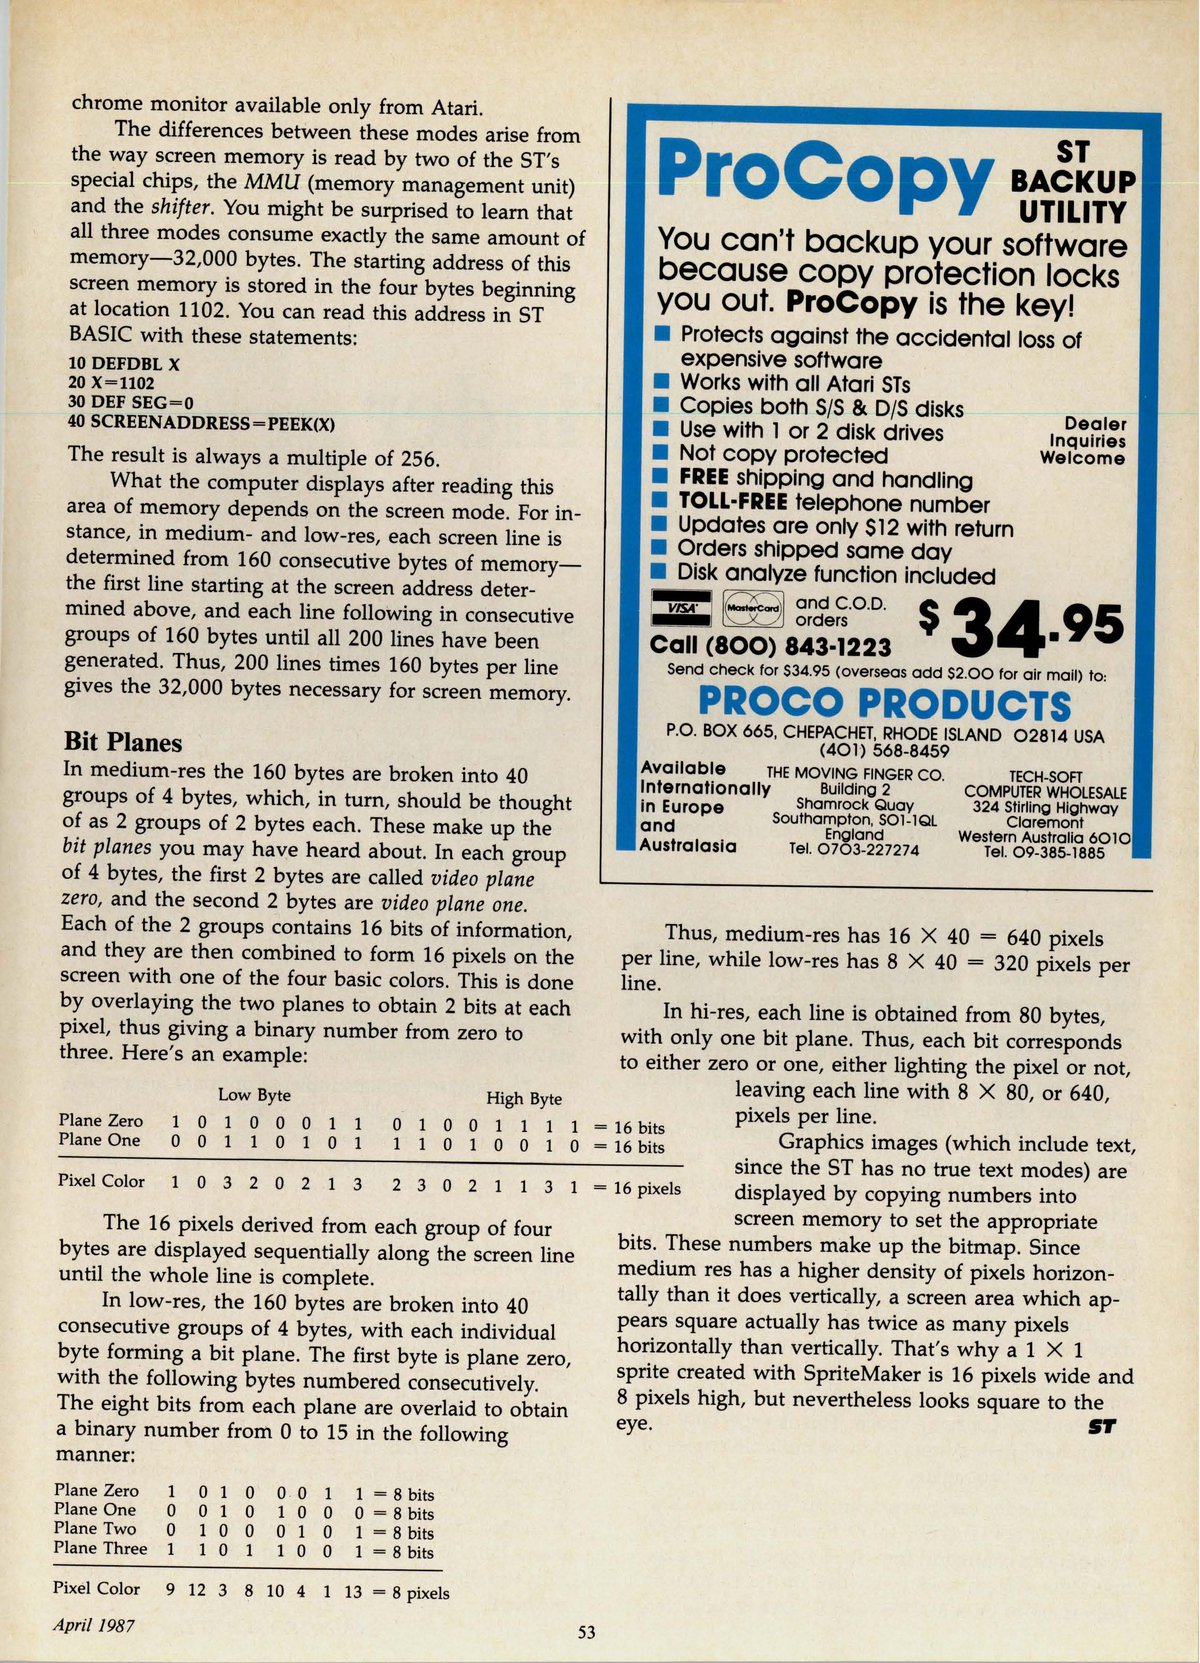 chrome monitor available only from Atari.
The differences between these modes arise from
the way screen memory is read by two of the ST's
special chips, the MMU (memory management unit)
and the shifter. You might be surprised to learn that
all three modes consume exactly the same amount of
memory—32,000 bytes. The starting address of this
screen memory is stored in the four bytes beginning
at location 1102. You can read this address in ST
BASIC with these statements:
10 DEFDBL X
20 X=1102
30 DEF SEG=0
40 SCREENADDRESS=PEEK(X)
The result is always a multiple of 256.
What the computer displays after reading this
area of memory depends on the screen mode. For in-
stance, in medium- and low-res, each screen line is
determined from 160 consecutive bytes of memory—
the first line starting at the screen address deter-
mined above, and each line following in consecutive
groups of 160 bytes until all 200 lines have been
generated. Thus, 200 lines times 160 bytes per line
gives the 32,000 bytes necessary for screen memory.
Bit Planes
In medium-res the 160 bytes are broken into 40
groups of 4 bytes, which, in turn, should be thought
of as 2 groups of 2 bytes each. These make up the
bit planes you may have heard about. In each group
of 4 bytes, the first 2 bytes are called video plane
zero, and the second 2 bytes are video plane one.
Each of the 2 groups contains 16 bits of information,
and they are then combined to form 16 pixels on the
screen with one of the four basic colors. This is done
by overlaying the two planes to obtain 2 bits at each
pixel, thus giving a binary number from zero to
three. Here's an example:
Low Byte High Byte
Plane Zero 1 0 1 0 0 0 1 1 0 1 0 0 1 1 1 1 = 16 bits
Plane One 0 0 1 1 0 1 0 1 1 1 0 1 0 0 1 0 = 16 bits
Pixel Color 1 0 3 2 0 2 1 3 2 3 0 2 1 1 3 1 = 16 pixels
The 16 pixels derived from each group of four
bytes are displayed sequentially along the screen line
until the whole line is complete.
In low-res, the 160 bytes are broken into 40
consecutive groups of 4 bytes, with each individual
byte forming a bit plane. The first byte is plane zero,
with the following bytes numbered consecutively.
The eight bits from each plane are overlaid to obtain
a binary number from 0 to 15 in the following
manner:
Plane Zero 1 0 1 0 0 0 1 1 = 8 bits
Plane One 0 0 1 0 1 0 0 0 = 8 bits
Plane Two 0 1 0 0 0 1 0 1 = 8 bits
Plane Three 1 1 0 1 1 0 0 1 = 8 bits
Pixel Color 9 12 3 8 10 4 1 13 = 8 pixels
ProCopy
ST
BACKUP
UTILITY
You can't backup your software
because copy protection locks
you out. ProCopy is the key!
Protects against the accidental loss of
expensive software
Works with all Atari STs
Copies both S/S & D/S disks
Use with 1 or 2 disk drives
Not copy protected
FREE shipping and handling
TOLL-FREE telephone number
Updates are only $12 with return
Orders shipped same day
Disk analyze function included
Dealer
Inquiries
Welcome
VISA MasterCard and C.O.D.
orders
$34.95
Call (800) 843-1223
Send check for $34.95 (overseas add $2.00 for air mail) to:
PROCO PRODUCTS
P.O. BOX 665, CHEPACHET, RHODE ISLAND 02814 USA
(401) 568-8459
Available
Internationally
in Europe
and
Australasia
THE MOVING FINGER CO.
Building 2
Shamrock Quay
Southampton, SO1-1QL
England
Tel. 0703-227274
TECH-SOFT
COMPUTER WHOLESALE
324 Stirling Highway
Claremont
Western Australia 6010
Tel. 09-385-1885
Thus, medium-res has 16 × 40 = 640 pixels
per line, while low-res has 8 × 40 = 320 pixels per
line.
In hi-res, each line is obtained from 80 bytes,
with only one bit plane. Thus, each bit corresponds
to either zero or one, either lighting the pixel or not,
leaving each line with 8 × 80, or 640,
pixels per line.
Graphics images (which include text,
since the ST has no true text modes) are
displayed by copying numbers into
screen memory to set the appropriate
bits. These numbers make up the bitmap. Since
medium res has a higher density of pixels horizon-
tally than it does vertically, a screen area which ap-
pears square actually has twice as many pixels
horizontally than vertically. That's why a 1 × 1
sprite created with SpriteMaker is 16 pixels wide and
8 pixels high, but nevertheless looks square to the
eye. ST
April 1987
53